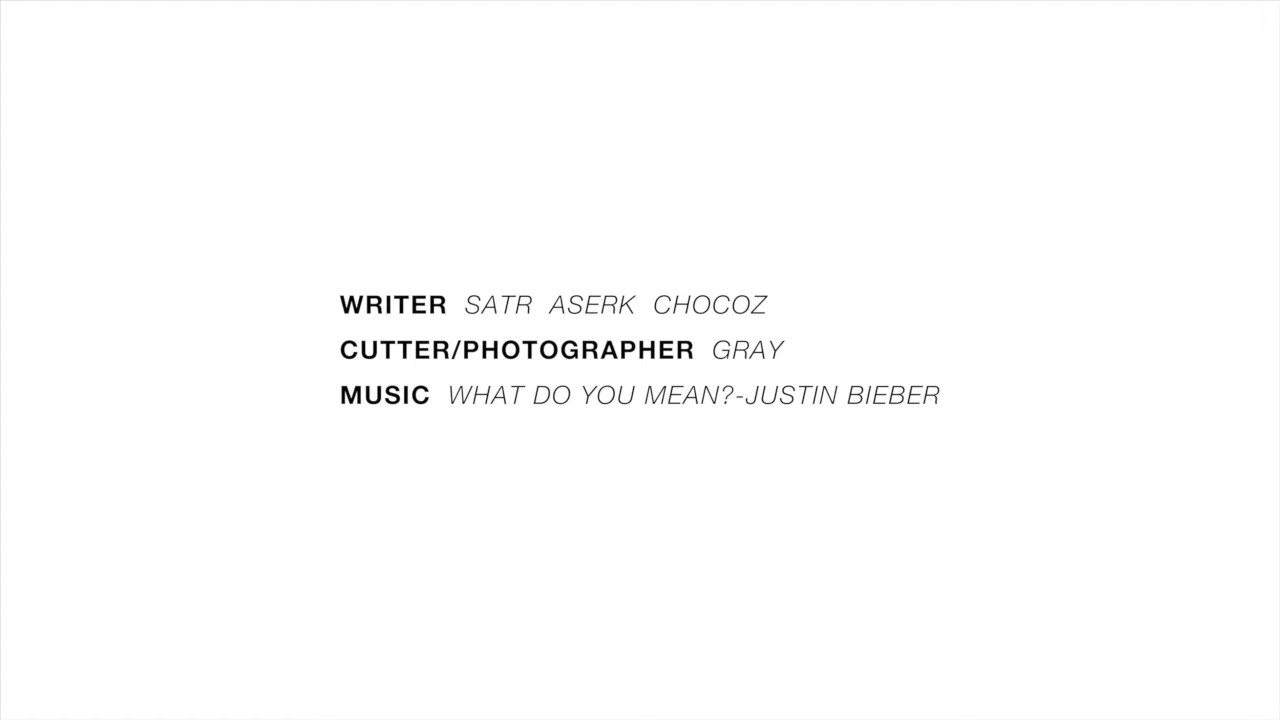 WRITER SATR ASERK CHOCOZ
CUTTER/PHOTOGRAPHER GRAY
MUSIC WHAT DO YOU MEAN?-JUSTIN BIEBER